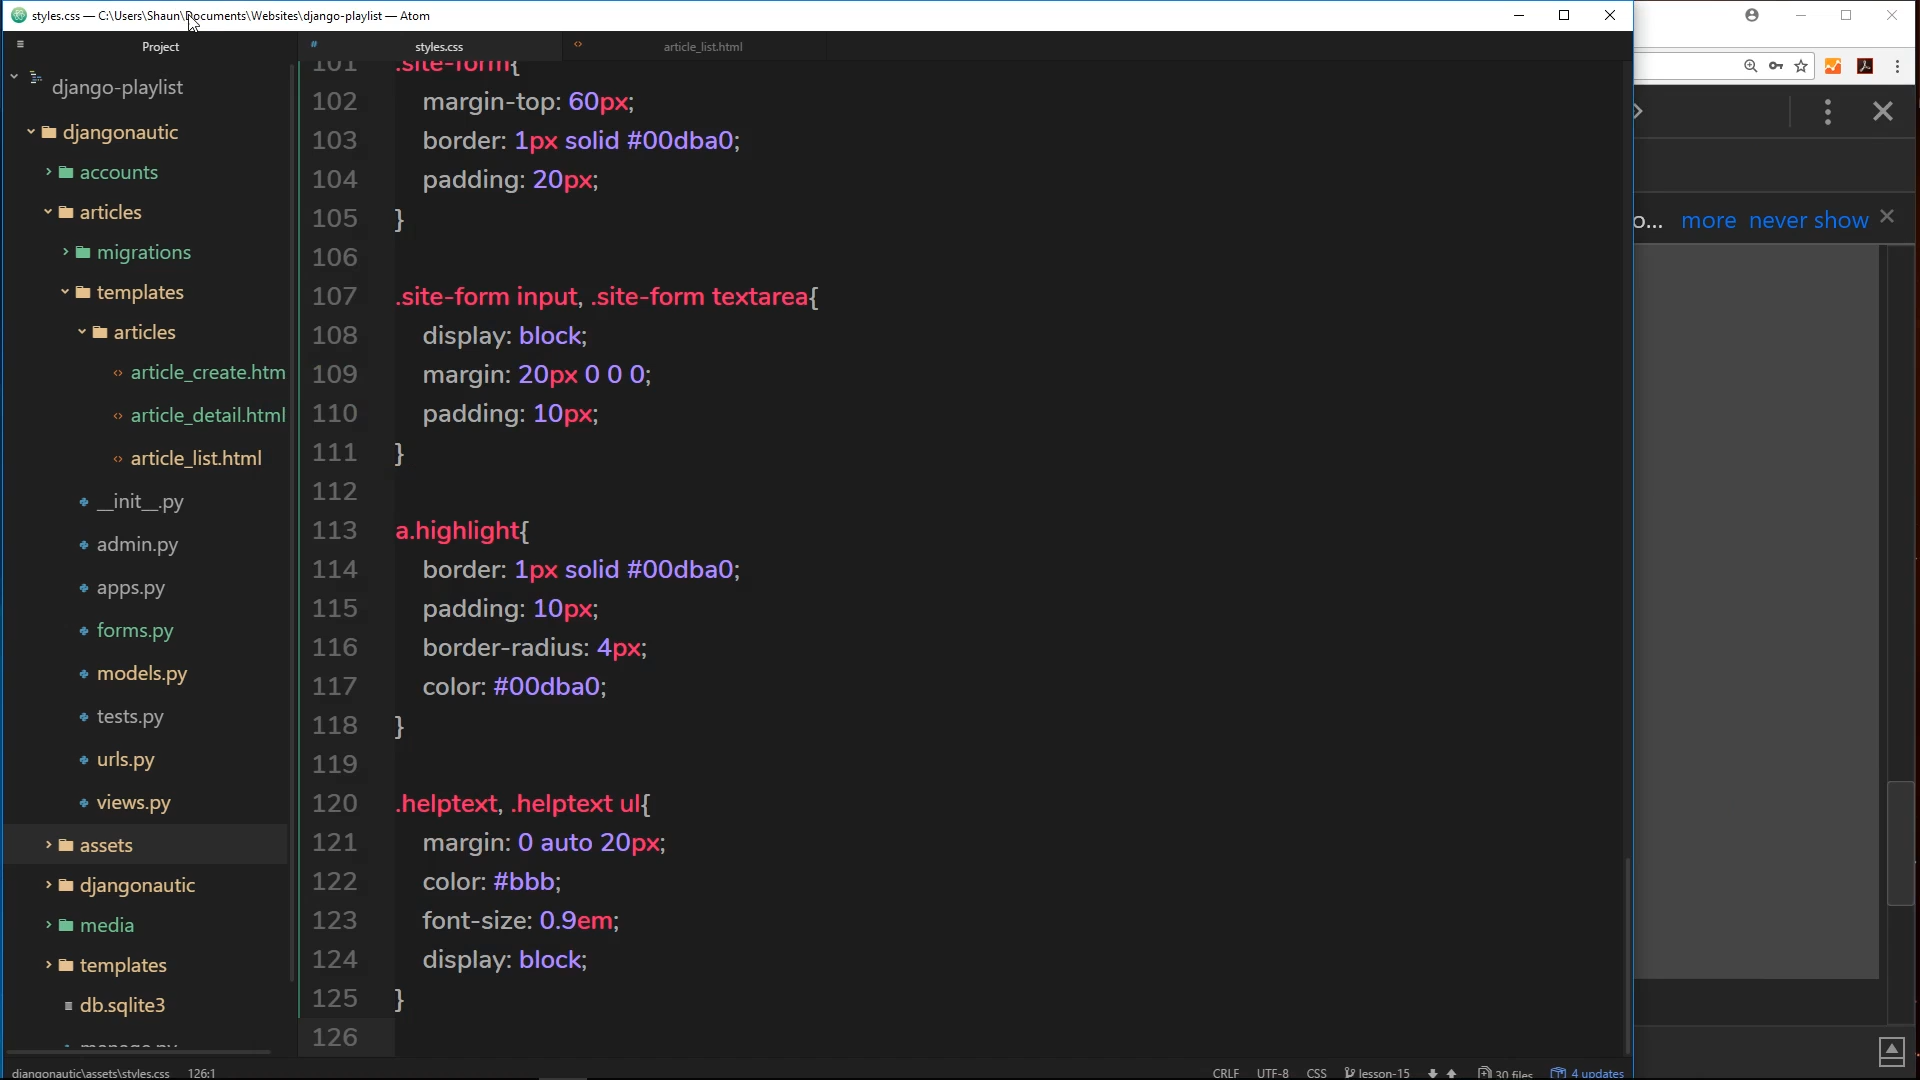 styles.css — C:\Users\Shaun\Documents\Websites\django-playlist — Atom
Project
styles.css
article_list.html
django-playlist
djangonautic
accounts
articles
migrations
templates
articles
article_create.htm
article_detail.html
article_list.html
__init__.py
admin.py
apps.py
forms.py
models.py
tests.py
urls.py
views.py
assets
djangonautic
media
templates
db.sqlite3
manage.py
101 .site-form{
102 margin-top: 60px;
103 border: 1px solid #00dba0;
104 padding: 20px;
105 }
106
107 .site-form input, .site-form textarea{
108 display: block;
109 margin: 20px 0 0 0;
110 padding: 10px;
111 }
112
113 a.highlight{
114 border: 1px solid #00dba0;
115 padding: 10px;
116 border-radius: 4px;
117 color: #00dba0;
118 }
119
120 .helptext, .helptext ul{
121 margin: 0 auto 20px;
122 color: #bbb;
123 font-size: 0.9em;
124 display: block;
125 }
126
o... more never show
djangonautic\assets\styles.css 126:1
CRLF UTF-8 CSS lesson-15 30 files 4 updates